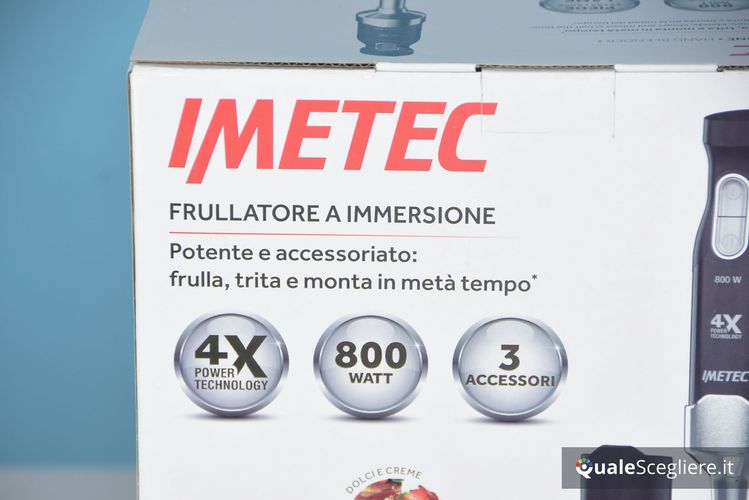 IMETEC
FRULLATORE A IMMERSIONE
Potente e accessoriato:
frulla, trita e monta in metà tempo*
4X
POWER
TECHNOLOGY
800
WATT
3
ACCESSORI
800 W
4X
POWER
TECHNOLOGY
IMETEC
DOLCI E CREME
QualeScegliere.it